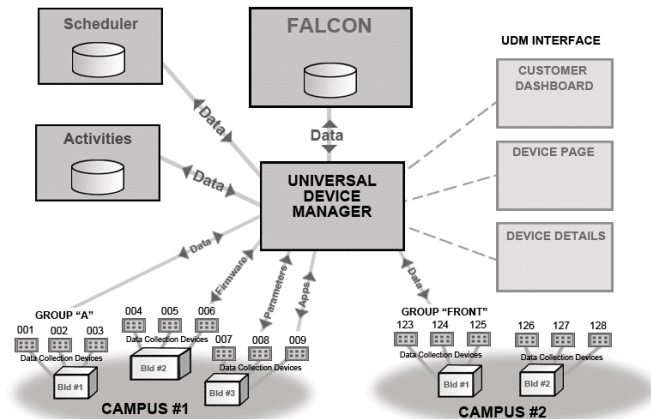 Scheduler
FALCON
UDM INTERFACE
CUSTOMER
DASHBOARD
Data
Data
Activities
Data
UNIVERSAL
DEVICE
MANAGER
DEVICE PAGE
DEVICE DETAILS
Data
Firmware
Parameters
Apps
Data
GROUP "A"
001 002 003
004 005 006
Data Collection Devices
Data Collection Devices
007 008 009
Data Collection Devices
Bld #1
Bld #2
Bld #3
CAMPUS #1
GROUP "FRONT"
123 124 125
126 127 128
Data Collection Devices
Data Collection Devices
Bld #1
Bld #2
CAMPUS #2